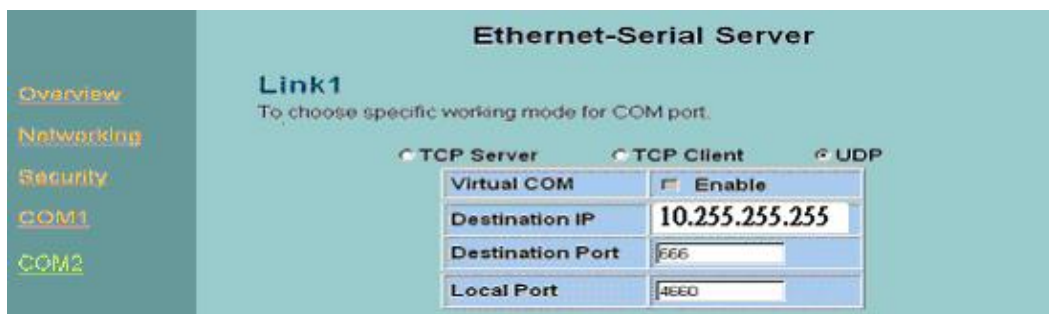 Ethernet-Serial Server
Overview
Networking
Security
COM1
COM2
Link1
To choose specific working mode for COM port.
TCP Server TCP Client UDP
Virtual COM Enable
Destination IP 10.255.255.255
Destination Port 666
Local Port 4660